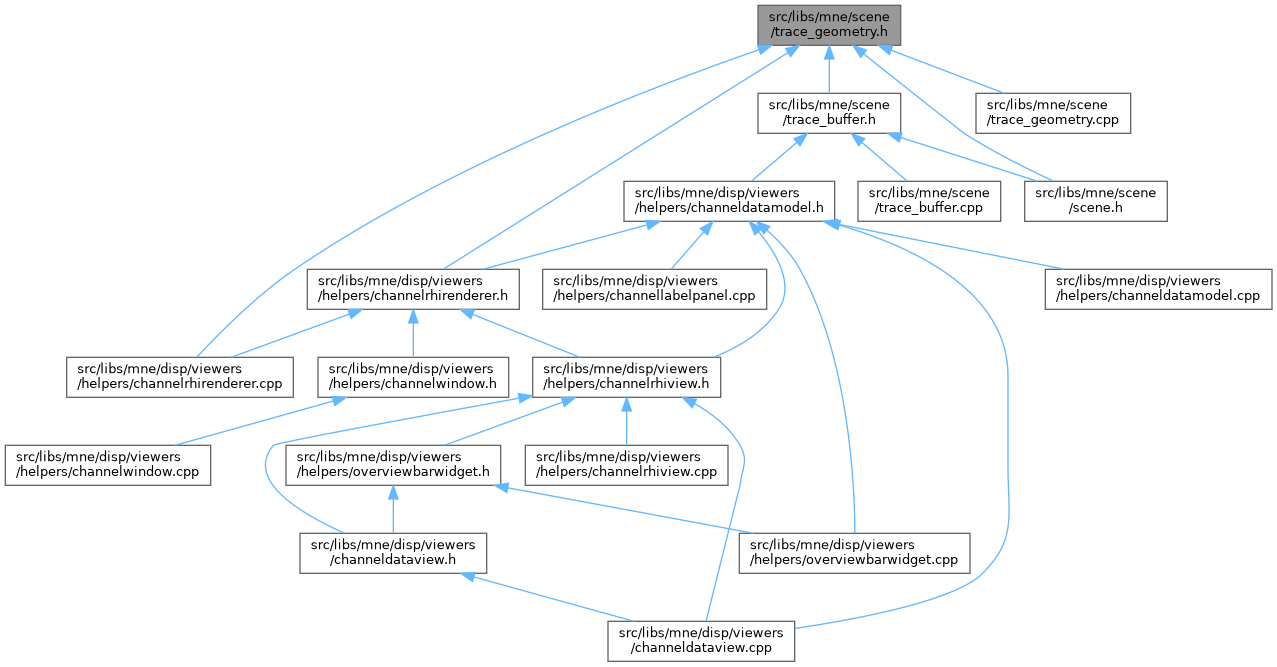 src/libs/mne/scene
/trace_geometry.h
src/libs/mne/scene
/trace_buffer.h
src/libs/mne/scene
/trace_geometry.cpp
src/libs/mne/disp/viewers
/helpers/channeldatamodel.h
src/libs/mne/scene
/trace_buffer.cpp
src/libs/mne/scene
/scene.h
src/libs/mne/disp/viewers
/helpers/channelrhirenderer.h
src/libs/mne/disp/viewers
/helpers/channellabelpanel.cpp
src/libs/mne/disp/viewers
/helpers/channeldatamodel.cpp
src/libs/mne/disp/viewers
/helpers/channelrhirenderer.cpp
src/libs/mne/disp/viewers
/helpers/channelwindow.h
src/libs/mne/disp/viewers
/helpers/channelrhiview.h
src/libs/mne/disp/viewers
/helpers/channelwindow.cpp
src/libs/mne/disp/viewers
/helpers/overviewbarwidget.h
src/libs/mne/disp/viewers
/helpers/channelrhiview.cpp
src/libs/mne/disp/viewers
/channeldataview.h
src/libs/mne/disp/viewers
/helpers/overviewbarwidget.cpp
src/libs/mne/disp/viewers
/channeldataview.cpp